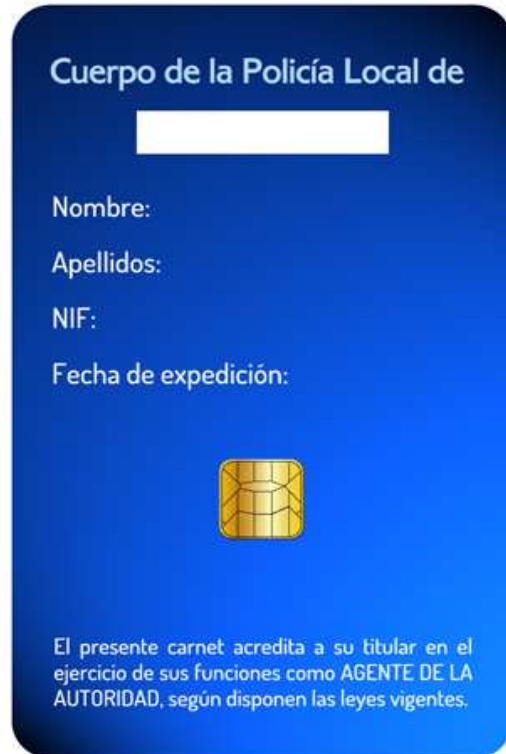 Cuerpo de la Policía Local de
Nombre:
Apellidos:
NIF:
Fecha de expedición:
El presente carnet acredita a su titular en el
ejercicio de sus funciones como AGENTE DE LA
AUTORIDAD, según disponen las leyes vigentes.